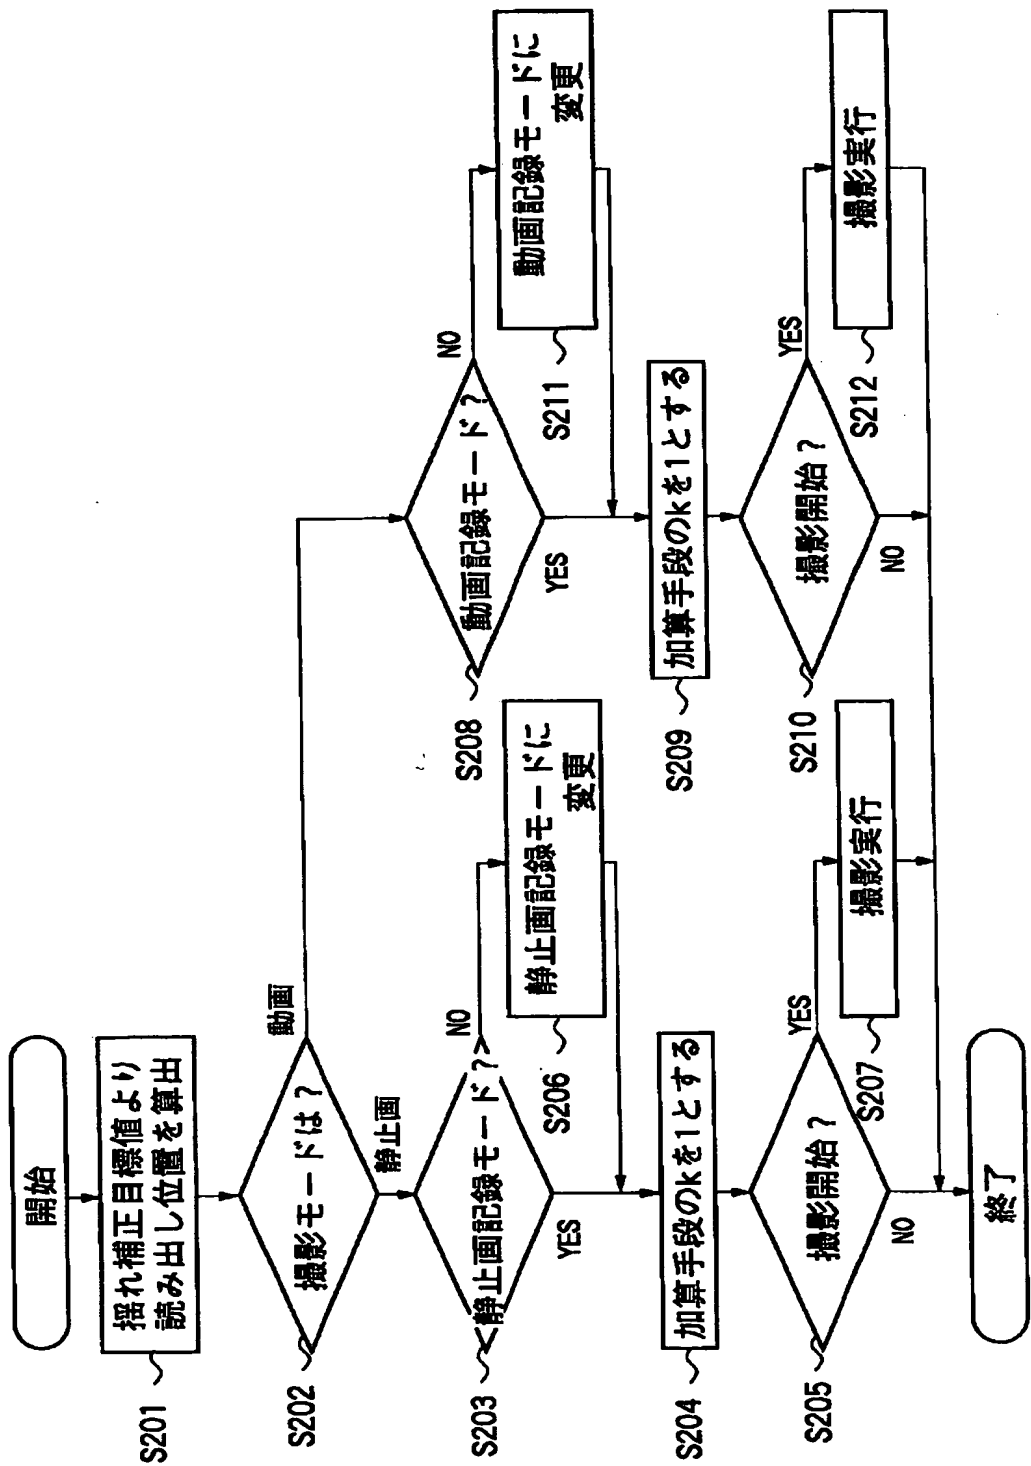 開始
揺れ補正目標値より
読み出し位置を算出
S201
撮影モードは？
S202
動画
静止画
静止画記録モード？
S203
NO
YES
静止画記録モードに
変更
S206
加算手段のkを1とする
S204
撮影開始？
S205
YES
NO
撮影実行
S207
動画記録モード？
S208
NO
YES
動画記録モードに
変更
S211
加算手段のkを1とする
S209
撮影開始？
S210
YES
NO
撮影実行
S212
終了